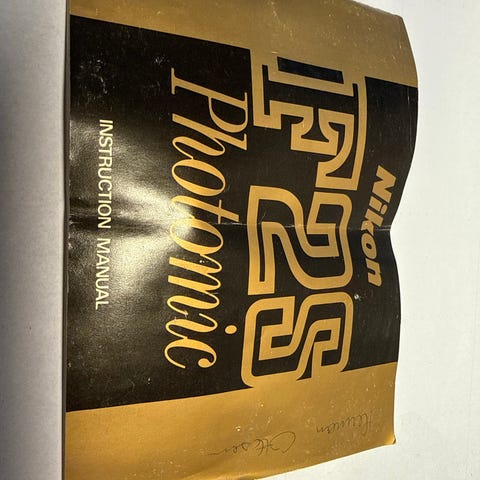 Nikon
F2S
Photomic
INSTRUCTION MANUAL